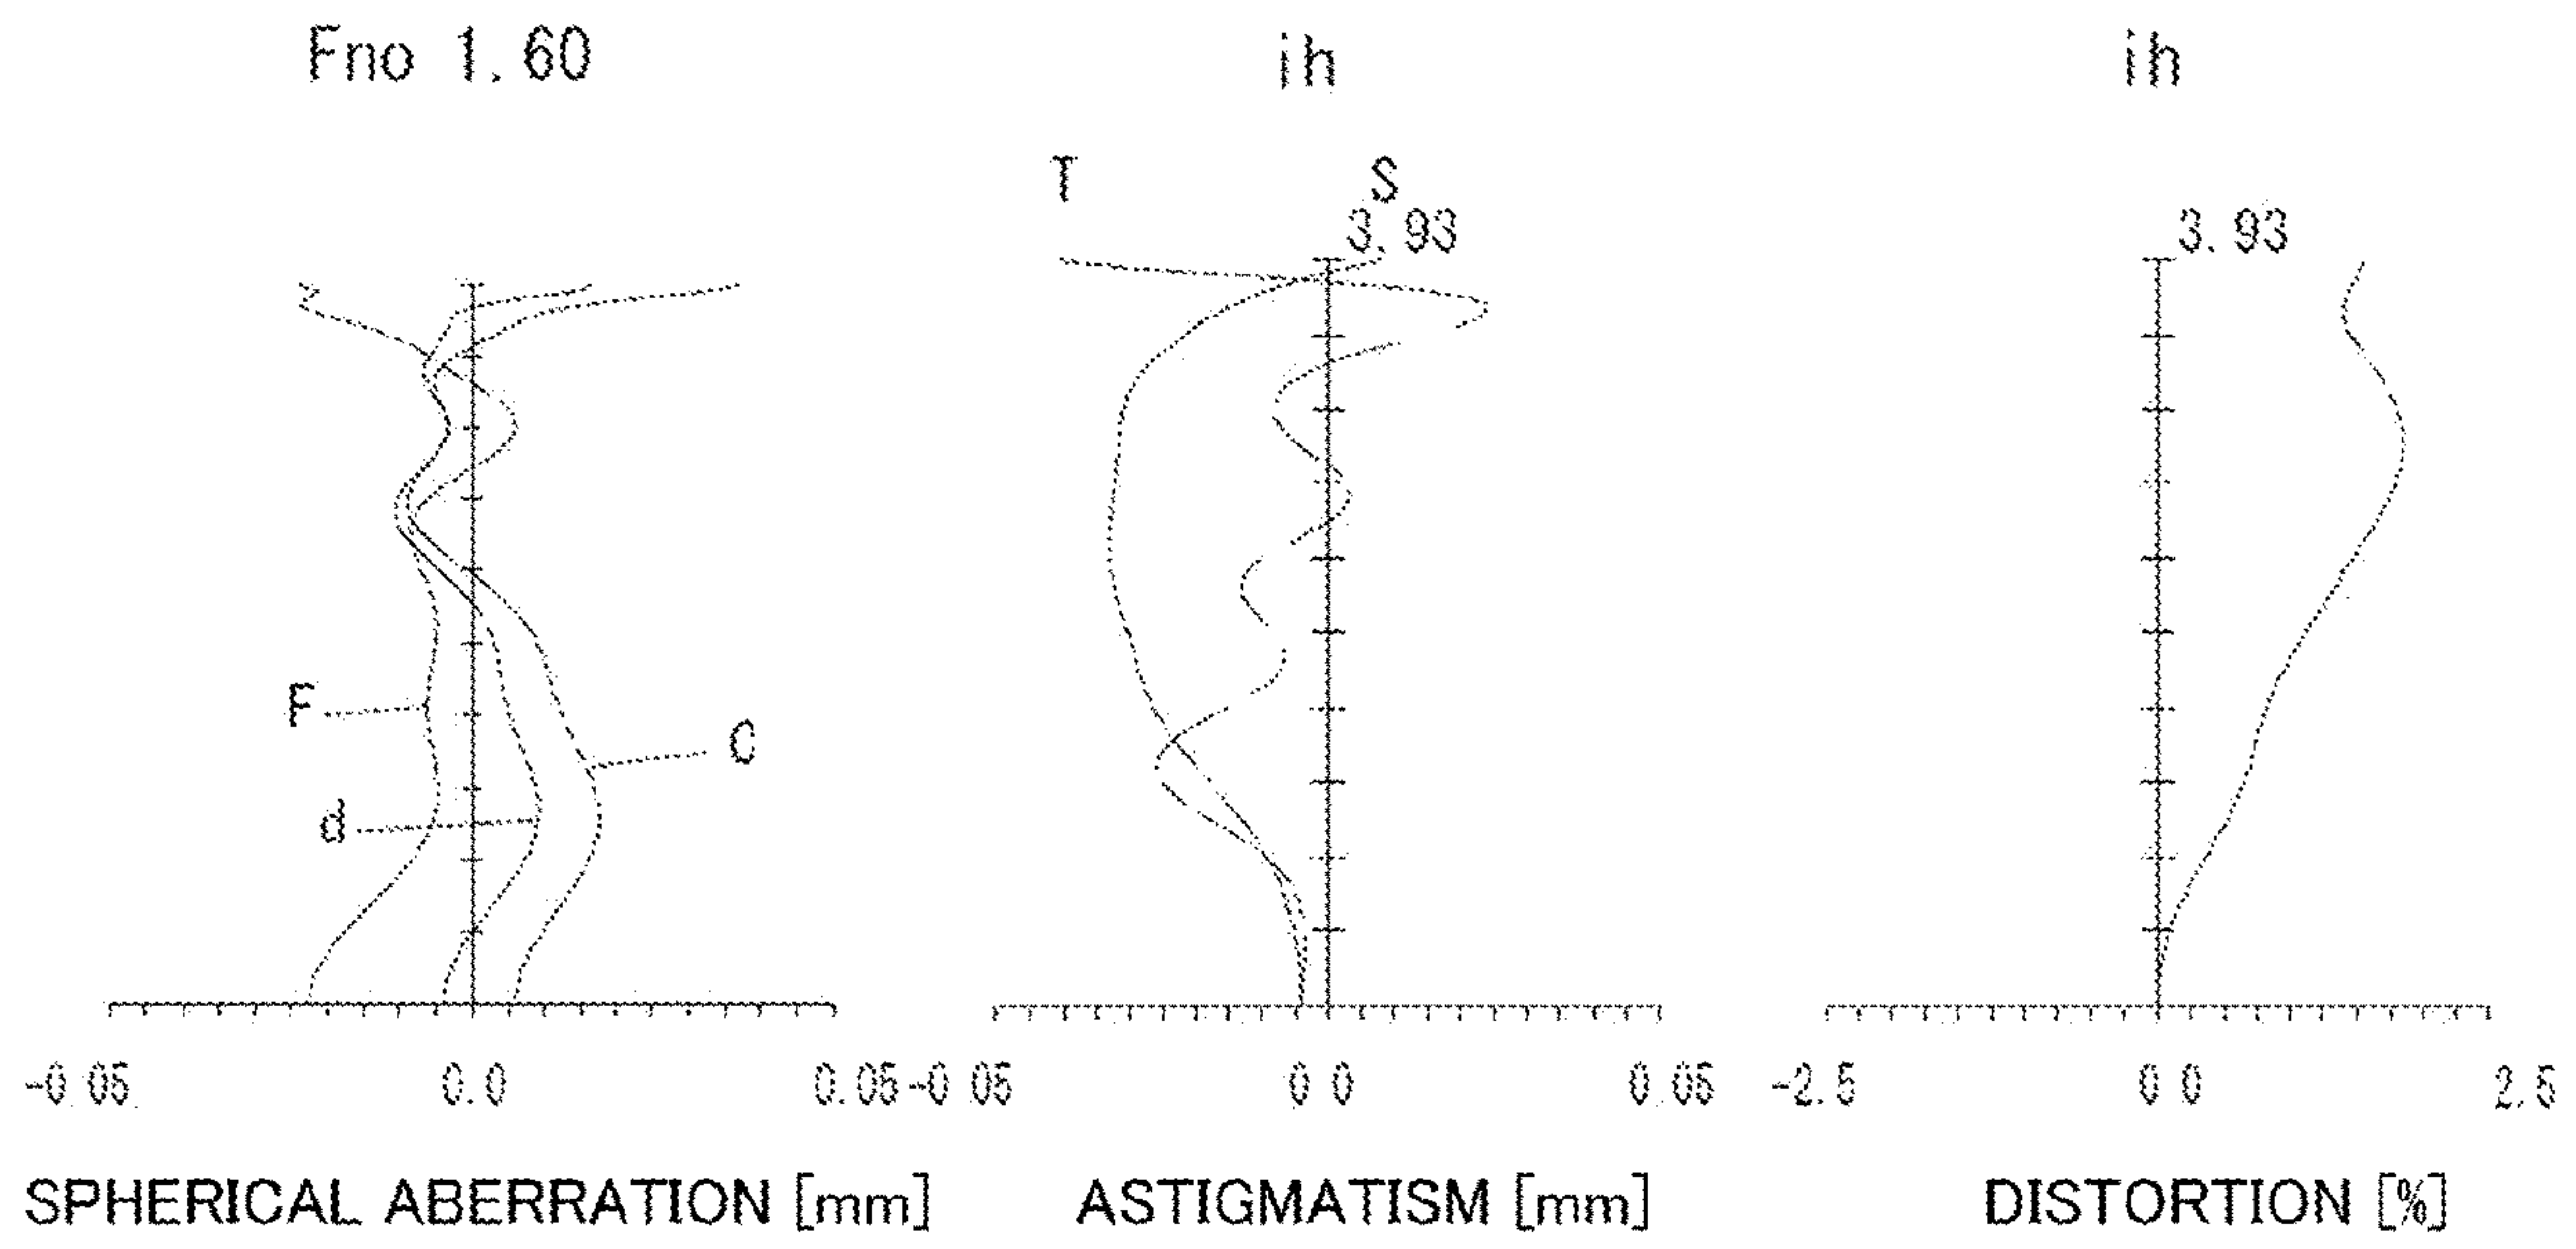 Fno 1.60
ih
ih
T
S
3.93
3.93
F
C
d
-0.05
0.0
0.05
-0.05
0 0
0.05
-2.5
0 0
2.5
SPHERICAL ABERRATION [mm]
ASTIGMATISM [mm]
DISTORTION [%]